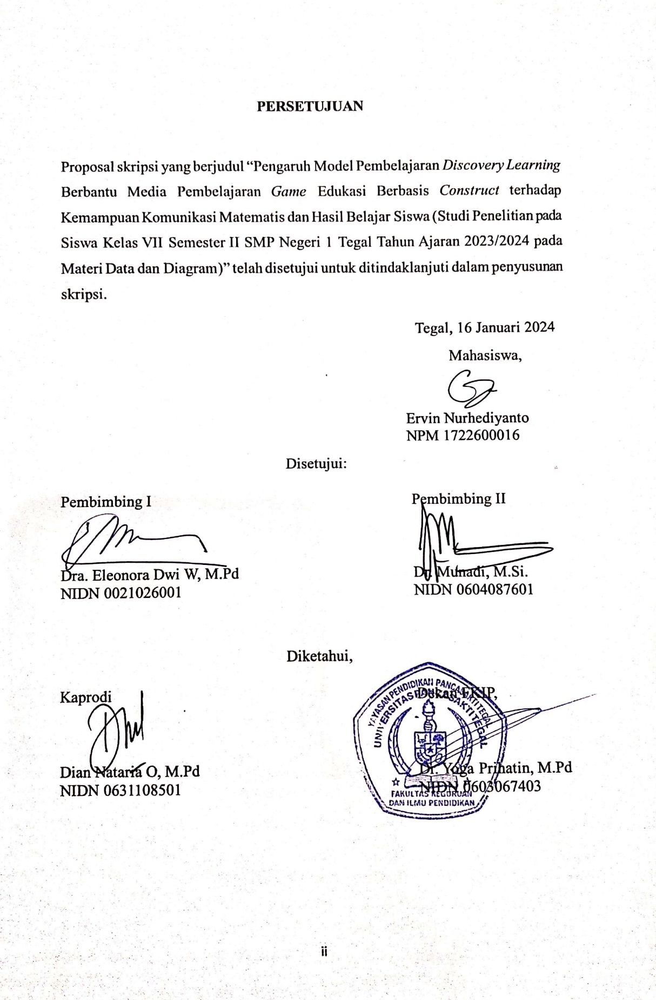 PERSETUJUAN
Proposal skripsi yang berjudul “Pengaruh Model Pembelajaran Discovery Learning
Berbantu Media Pembelajaran Game Edukasi Berbasis Construct terhadap
Kemampuan Komunikasi Matematis dan Hasil Belajar Siswa (Studi Penelitian pada
Siswa Kelas VII Semester II SMP Negeri 1 Tegal Tahun Ajaran 2023/2024 pada
Materi Data dan Diagram)” telah disetujui untuk ditindaklanjuti dalam penyusunan
skripsi.
Tegal, 16 Januari 2024
Mahasiswa,
Ervin Nurhediyanto
NPM 1722600016
Disetujui:
Pembimbing I
Dra. Eleonora Dwi W, M.Pd
NIDN 0021026001
Pembimbing II
Dr. Munadi, M.Si.
NIDN 0604087601
Diketahui,
Kaprodi
Dian Nataria O, M.Pd
NIDN 0631108501
Dekan FKIP,
Dr. Yoga Prihatin, M.Pd
NIDN 0603067403
YAYASAN PENDIDIKAN PANCASAKTI TEGAL
UNIVERSITAS PANCASAKTI TEGAL
FAKULTAS KEGURUAN
DAN ILMU PENDIDIKAN
ii